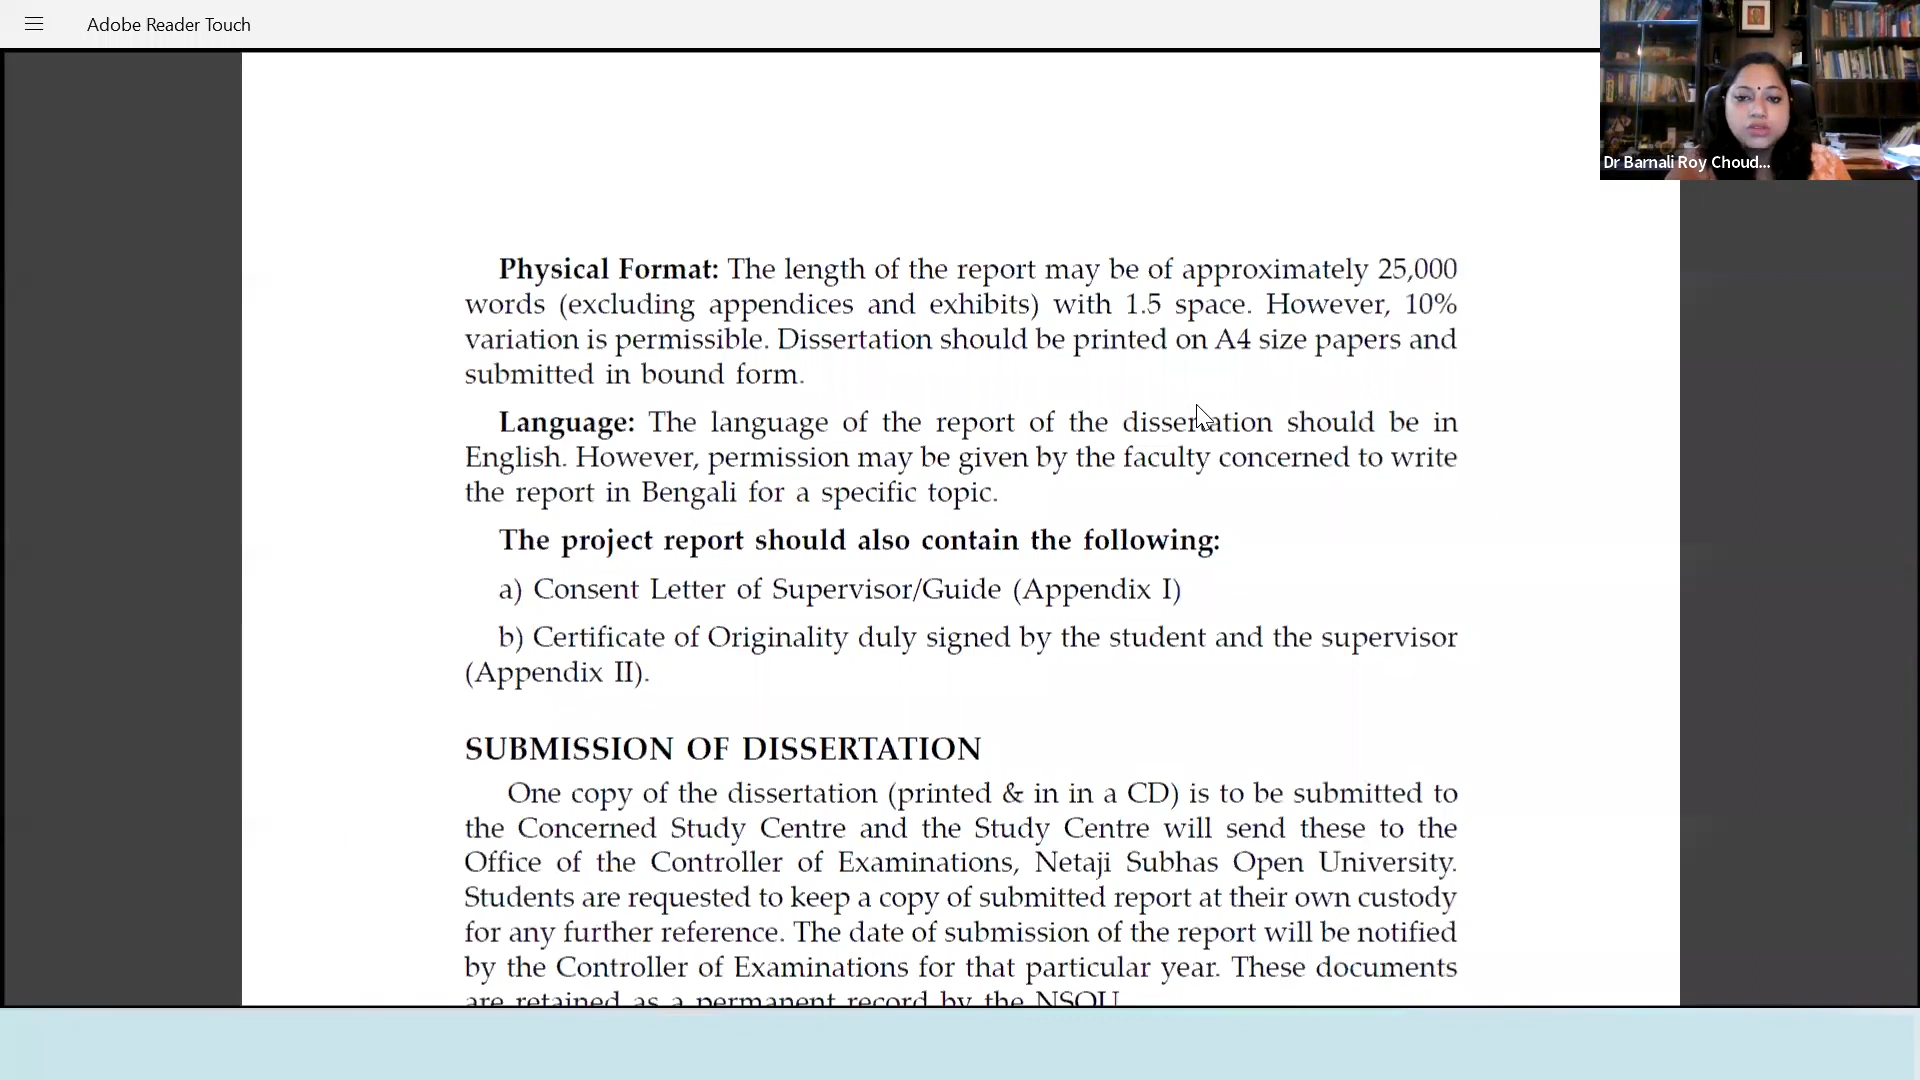 Adobe Reader Touch
Dr Barnali Roy Choud...
Physical Format: The length of the report may be of approximately 25,000
words (excluding appendices and exhibits) with 1.5 space. However, 10%
variation is permissible. Dissertation should be printed on A4 size papers and
submitted in bound form.
Language: The language of the report of the dissertation should be in
English. However, permission may be given by the faculty concerned to write
the report in Bengali for a specific topic.
The project report should also contain the following:
a) Consent Letter of Supervisor/Guide (Appendix I)
b) Certificate of Originality duly signed by the student and the supervisor
(Appendix II).
SUBMISSION OF DISSERTATION
One copy of the dissertation (printed & in in a CD) is to be submitted to
the Concerned Study Centre and the Study Centre will send these to the
Office of the Controller of Examinations, Netaji Subhas Open University.
Students are requested to keep a copy of submitted report at their own custody
for any further reference. The date of submission of the report will be notified
by the Controller of Examinations for that particular year. These documents
are retained as a permanent record by the NSOU.